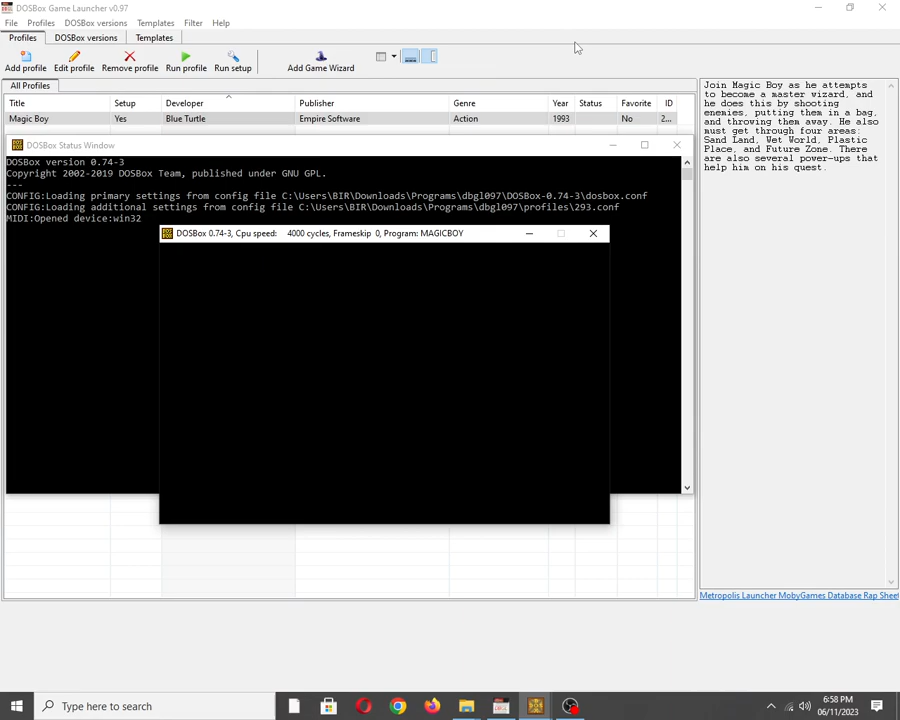 DOSBox Game Launcher v0.97
File Profiles DOSBox versions Templates Filter Help
Profiles DOSBox versions Templates
Add profile Edit profile Remove profile Run profile Run setup Add Game Wizard
All Profiles
Title Setup Developer Publisher Genre Year Status Favorite ID
Magic Boy Yes Blue Turtle Empire Software Action 1993 No 2...
DOSBox Status Window
DOSBox version 0.74-3
Copyright 2002-2019 DOSBox Team, published under GNU GPL.
---
CONFIG:Loading primary settings from config file C:\Users\BIR\Downloads\Programs\dbgl097\DOSBox-0.74-3\dosbox.conf
CONFIG:Loading additional settings from config file C:\Users\BIR\Downloads\Programs\dbgl097\profiles\293.conf
MIDI:Opened device:win32
DOSBox 0.74-3, Cpu speed: 4000 cycles, Frameskip 0, Program: MAGICBOY
Join Magic Boy as he attempts
to become a master wizard, and
he does this by shooting
enemies, putting them in a bag,
and throwing them away. He also
must get through four areas:
Sand Land, Wet World, Plastic
Place, and Future Zone. There
are also several power-ups that
help him on his quest.
Metropolis Launcher MobyGames Database Rap Sheet
Type here to search
6:58 PM
06/11/2023